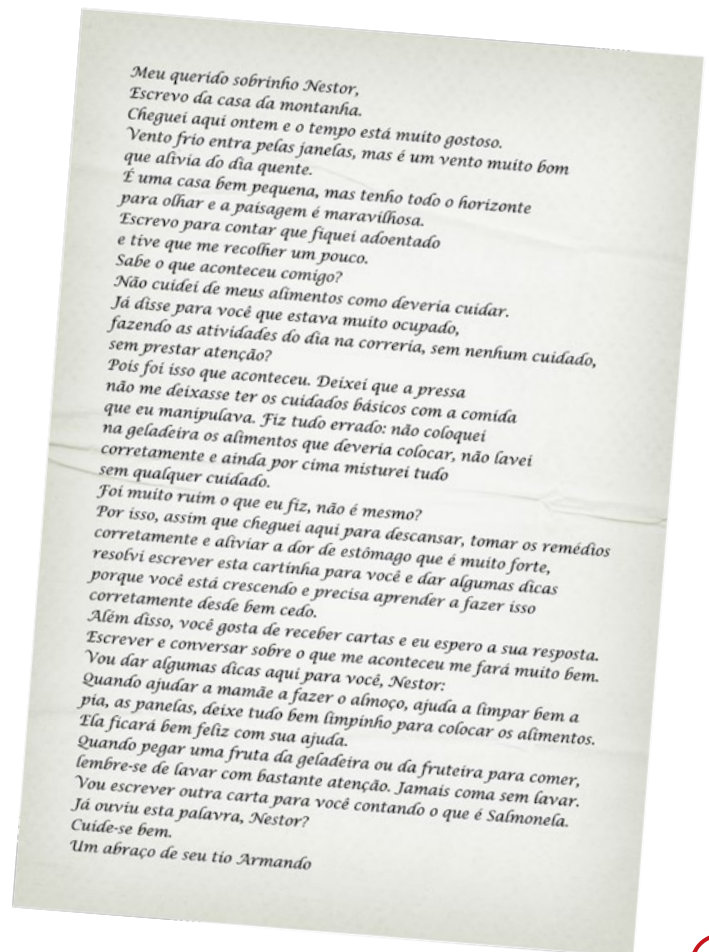 Meu querido sobrinho Nestor,
Escrevo da casa da montanha.
Cheguei aqui ontem e o tempo está muito gostoso.
Vento frio entra pelas janelas, mas é um vento muito bom
que alivia do dia quente.
É uma casa bem pequena, mas tenho todo o horizonte
para olhar e a paisagem é maravilhosa.
Escrevo para contar que fiquei adoentado
e tive que me recolher um pouco.
Sabe o que aconteceu comigo?
Não cuidei de meus alimentos como deveria cuidar.
Já disse para você que estava muito ocupado,
fazendo as atividades do dia na correria, sem nenhum cuidado,
sem prestar atenção?
Pois foi isso que aconteceu. Deixei que a pressa
não me deixasse ter os cuidados básicos com a comida
que eu manipulava. Fiz tudo errado: não coloquei
na geladeira os alimentos que deveria colocar, não lavei
corretamente e ainda por cima misturei tudo
sem qualquer cuidado.
Foi muito ruim o que eu fiz, não é mesmo?
Por isso, assim que cheguei aqui para descansar, tomar os remédios
corretamente e aliviar a dor de estômago que é muito forte,
resolvi escrever esta cartinha para você e dar algumas dicas
porque você está crescendo e precisa aprender a fazer isso
corretamente desde bem cedo.
Além disso, você gosta de receber cartas e eu espero a sua resposta.
Escrever e conversar sobre o que me aconteceu me fará muito bem.
Vou dar algumas dicas aqui para você, Nestor:
Quando ajudar a mamãe a fazer o almoço, ajuda a limpar bem a
pia, as panelas, deixe tudo bem limpinho para colocar os alimentos.
Ela ficará bem feliz com sua ajuda.
Quando pegar uma fruta da geladeira ou da fruteira para comer,
lembre-se de lavar com bastante atenção. Jamais coma sem lavar.
Vou escrever outra carta para você contando o que é Salmonela.
Já ouviu esta palavra, Nestor?
Cuide-se bem.
Um abraço de seu tio Armando